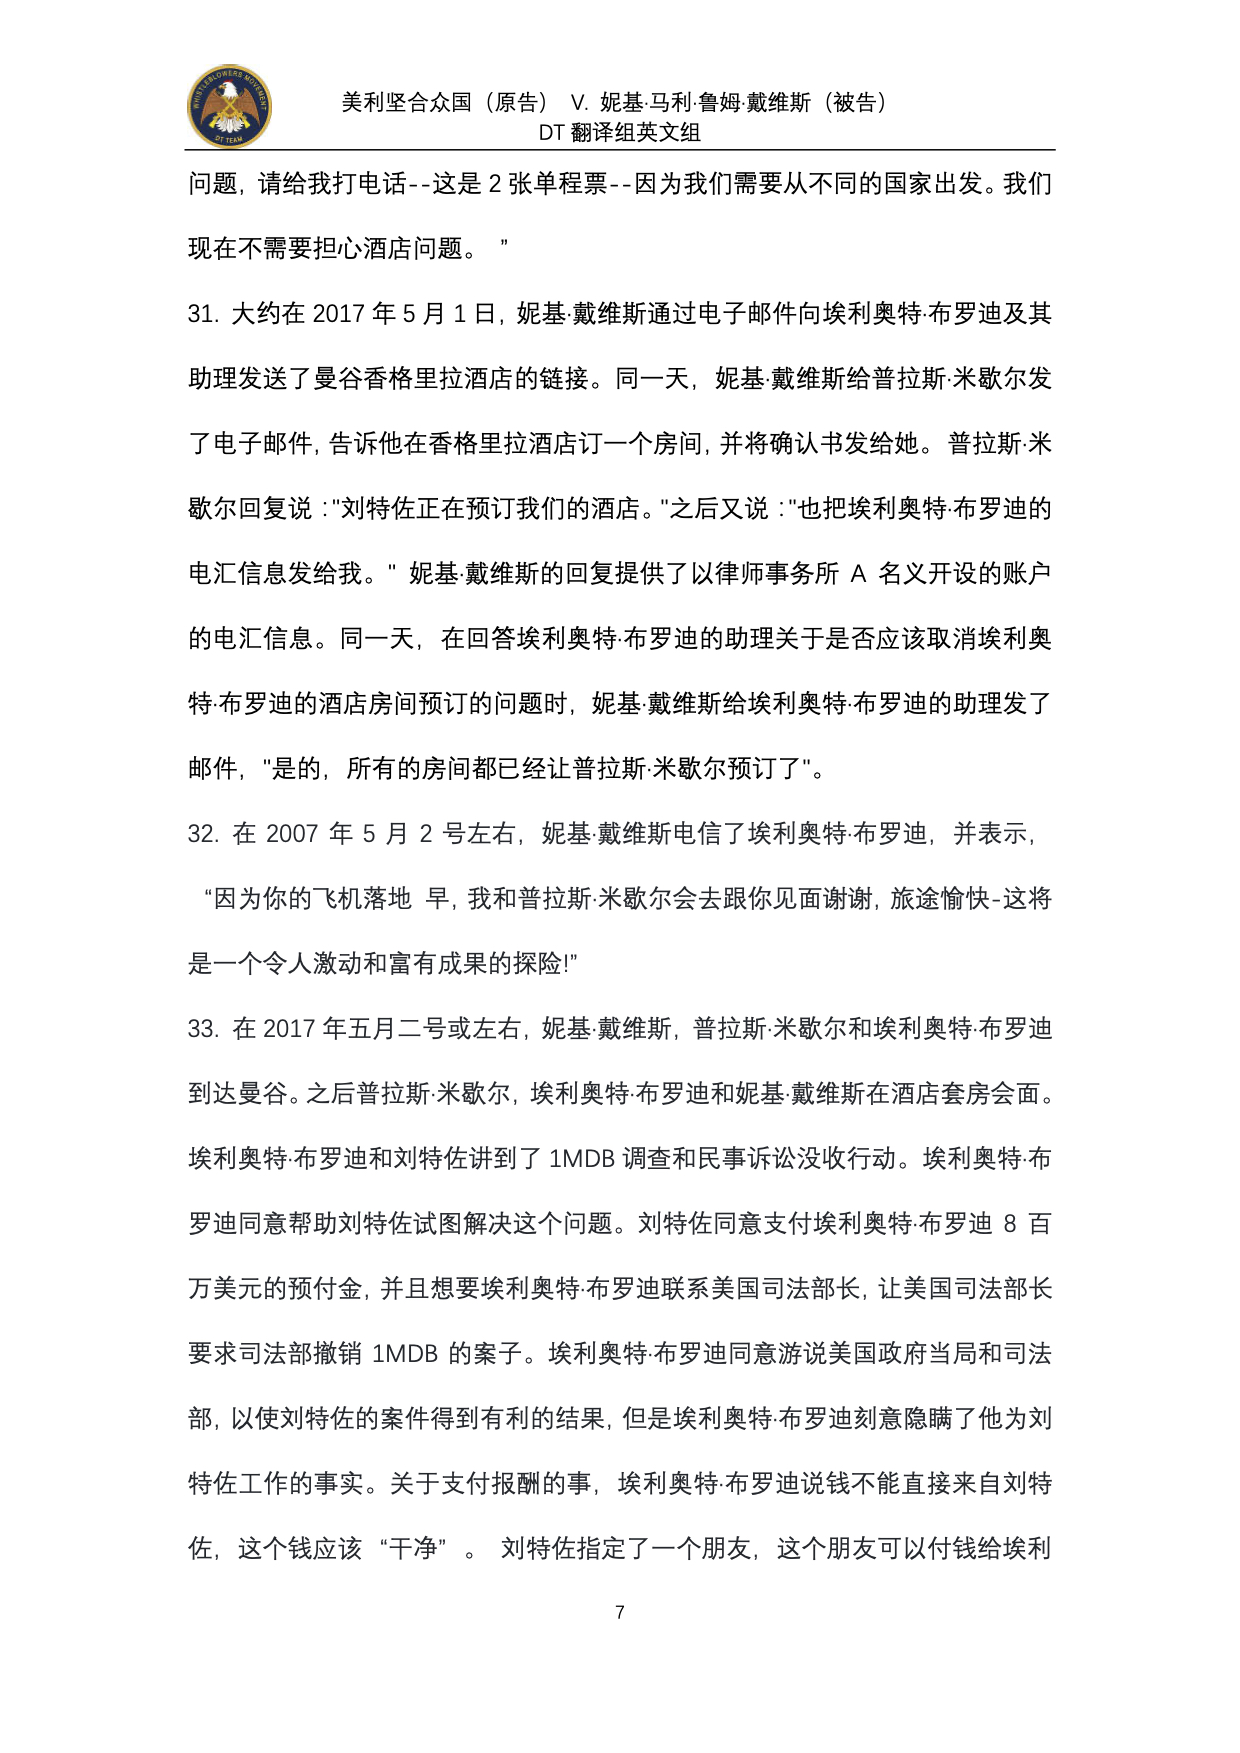 WHISTLEBLOWERS MOVEMENT
DT TEAM
美利坚合众国（原告） V. 妮基·马利·鲁姆·戴维斯（被告）
DT 翻译组英文组
问题，请给我打电话--这是 2 张单程票--因为我们需要从不同的国家出发。我们
现在不需要担心酒店问题。 ”
31. 大约在 2017 年 5 月 1 日，妮基·戴维斯通过电子邮件向埃利奥特·布罗迪及其
助理发送了曼谷香格里拉酒店的链接。同一天，妮基·戴维斯给普拉斯·米歇尔发
了电子邮件，告诉他在香格里拉酒店订一个房间，并将确认书发给她。 普拉斯·米
歇尔回复说："刘特佐正在预订我们的酒店。"之后又说："也把埃利奥特·布罗迪的
电汇信息发给我。" 妮基·戴维斯的回复提供了以律师事务所 A 名义开设的账户
的电汇信息。同一天，在回答埃利奥特·布罗迪的助理关于是否应该取消埃利奥
特·布罗迪的酒店房间预订的问题时，妮基·戴维斯给埃利奥特·布罗迪的助理发了
邮件，"是的，所有的房间都已经让普拉斯·米歇尔预订了"。
32. 在 2007 年 5 月 2 号左右，妮基·戴维斯电信了埃利奥特·布罗迪，并表示，
“因为你的飞机落地 早，我和普拉斯·米歇尔会去跟你见面谢谢，旅途愉快-这将
是一个令人激动和富有成果的探险!”
33. 在 2017 年五月二号或左右，妮基·戴维斯，普拉斯·米歇尔和埃利奥特·布罗迪
到达曼谷。之后普拉斯·米歇尔，埃利奥特·布罗迪和妮基·戴维斯在酒店套房会面。
埃利奥特·布罗迪和刘特佐讲到了 1MDB 调查和民事诉讼没收行动。埃利奥特·布
罗迪同意帮助刘特佐试图解决这个问题。刘特佐同意支付埃利奥特·布罗迪 8 百
万美元的预付金，并且想要埃利奥特·布罗迪联系美国司法部长，让美国司法部长
要求司法部撤销 1MDB 的案子。埃利奥特·布罗迪同意游说美国政府当局和司法
部，以使刘特佐的案件得到有利的结果，但是埃利奥特·布罗迪刻意隐瞒了他为刘
特佐工作的事实。关于支付报酬的事，埃利奥特·布罗迪说钱不能直接来自刘特
佐，这个钱应该 “干净” 。 刘特佐指定了一个朋友，这个朋友可以付钱给埃利
7